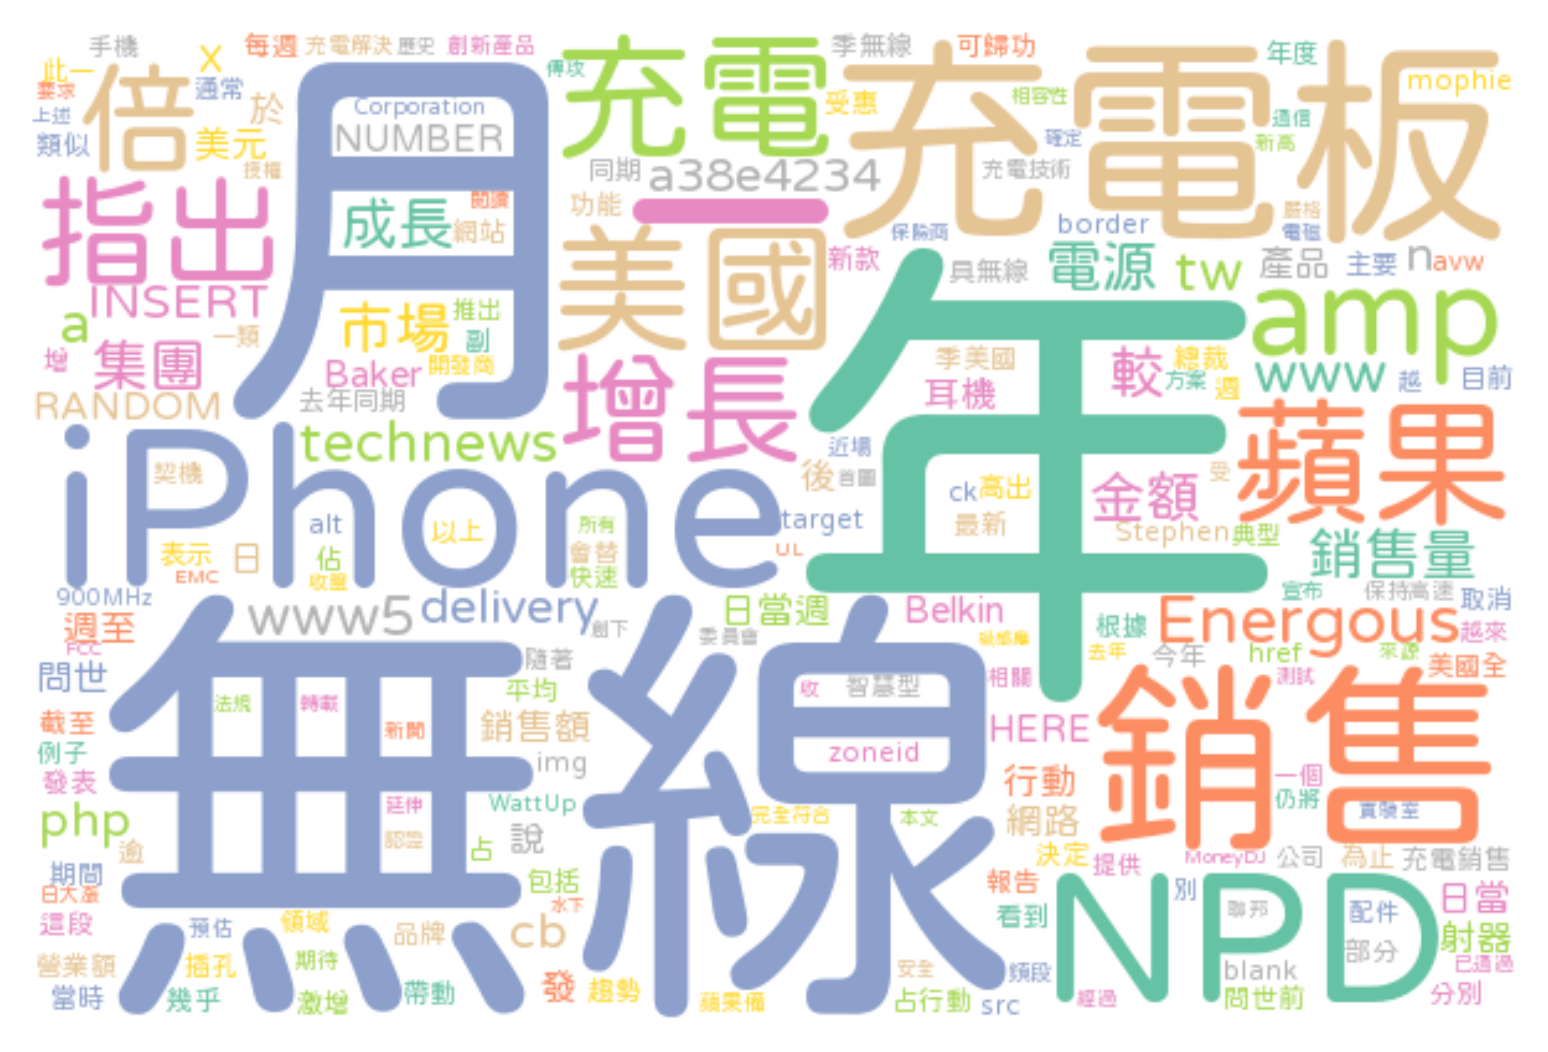 手機
此一
要求
上述
類似
倍
X
通常
於
美元
授權
每週
充電解決
歷史
創新產品
傳攻
充電
季無線
可歸功
年度
mophie
受惠
相容性
通信
確定
新高
充電板
Corporation
NUMBER
月
同期
a38e4234
充電技術
閱讀
成長
網站
功能
一
保險商
border
嚴格
電磁
指出
INSERT
美國
新款
具無線
電源
tw
產品
主要
n
avw
a
一類
市場
推出
副
增
集團
Baker
開發商
年
amp
季美國
較
總裁
方案
週
www
越
目前
耳機
RANDOM
去年同期
增長
technews
iPhone
契機
近場
後
首圖
ck
高出
最新
金額
受
蘋果
alt
以上
所有
target
Stephen
典型
銷售量
表示
日
佔
會替
快速
UL
EMC
收盤
900MHz
週至
FCC
www5
delivery
創下
日當週
委員會
Belkin
根據
宣布
保持高速
取消
Energous
越來
去年
今年
href
來源
美國全
測試
無線
問世
隨著
平均
法規
轉載
新聞
截至
例子
發表
銷售額
img
收
智慧型
相關
HERE
zoneid
銷售
行動
一個
仍將
實驗室
php
延伸
認證
WattUp
說
占
完全符合
本文
網路
決定
提供
MoneyDJ
公司
為止
充電銷售
逾
期間
日大漲
這段
包括
水下
報告
看到
NPD
別
聯邦
配件
日當
射器
已通過
部分
營業額
預估
領域
插孔
期待
品牌
cb
當時
幾乎
激增
帶動
發
趨勢
蘋果備
安全
頻段
占行動
src
經過
blank
問世前
分別